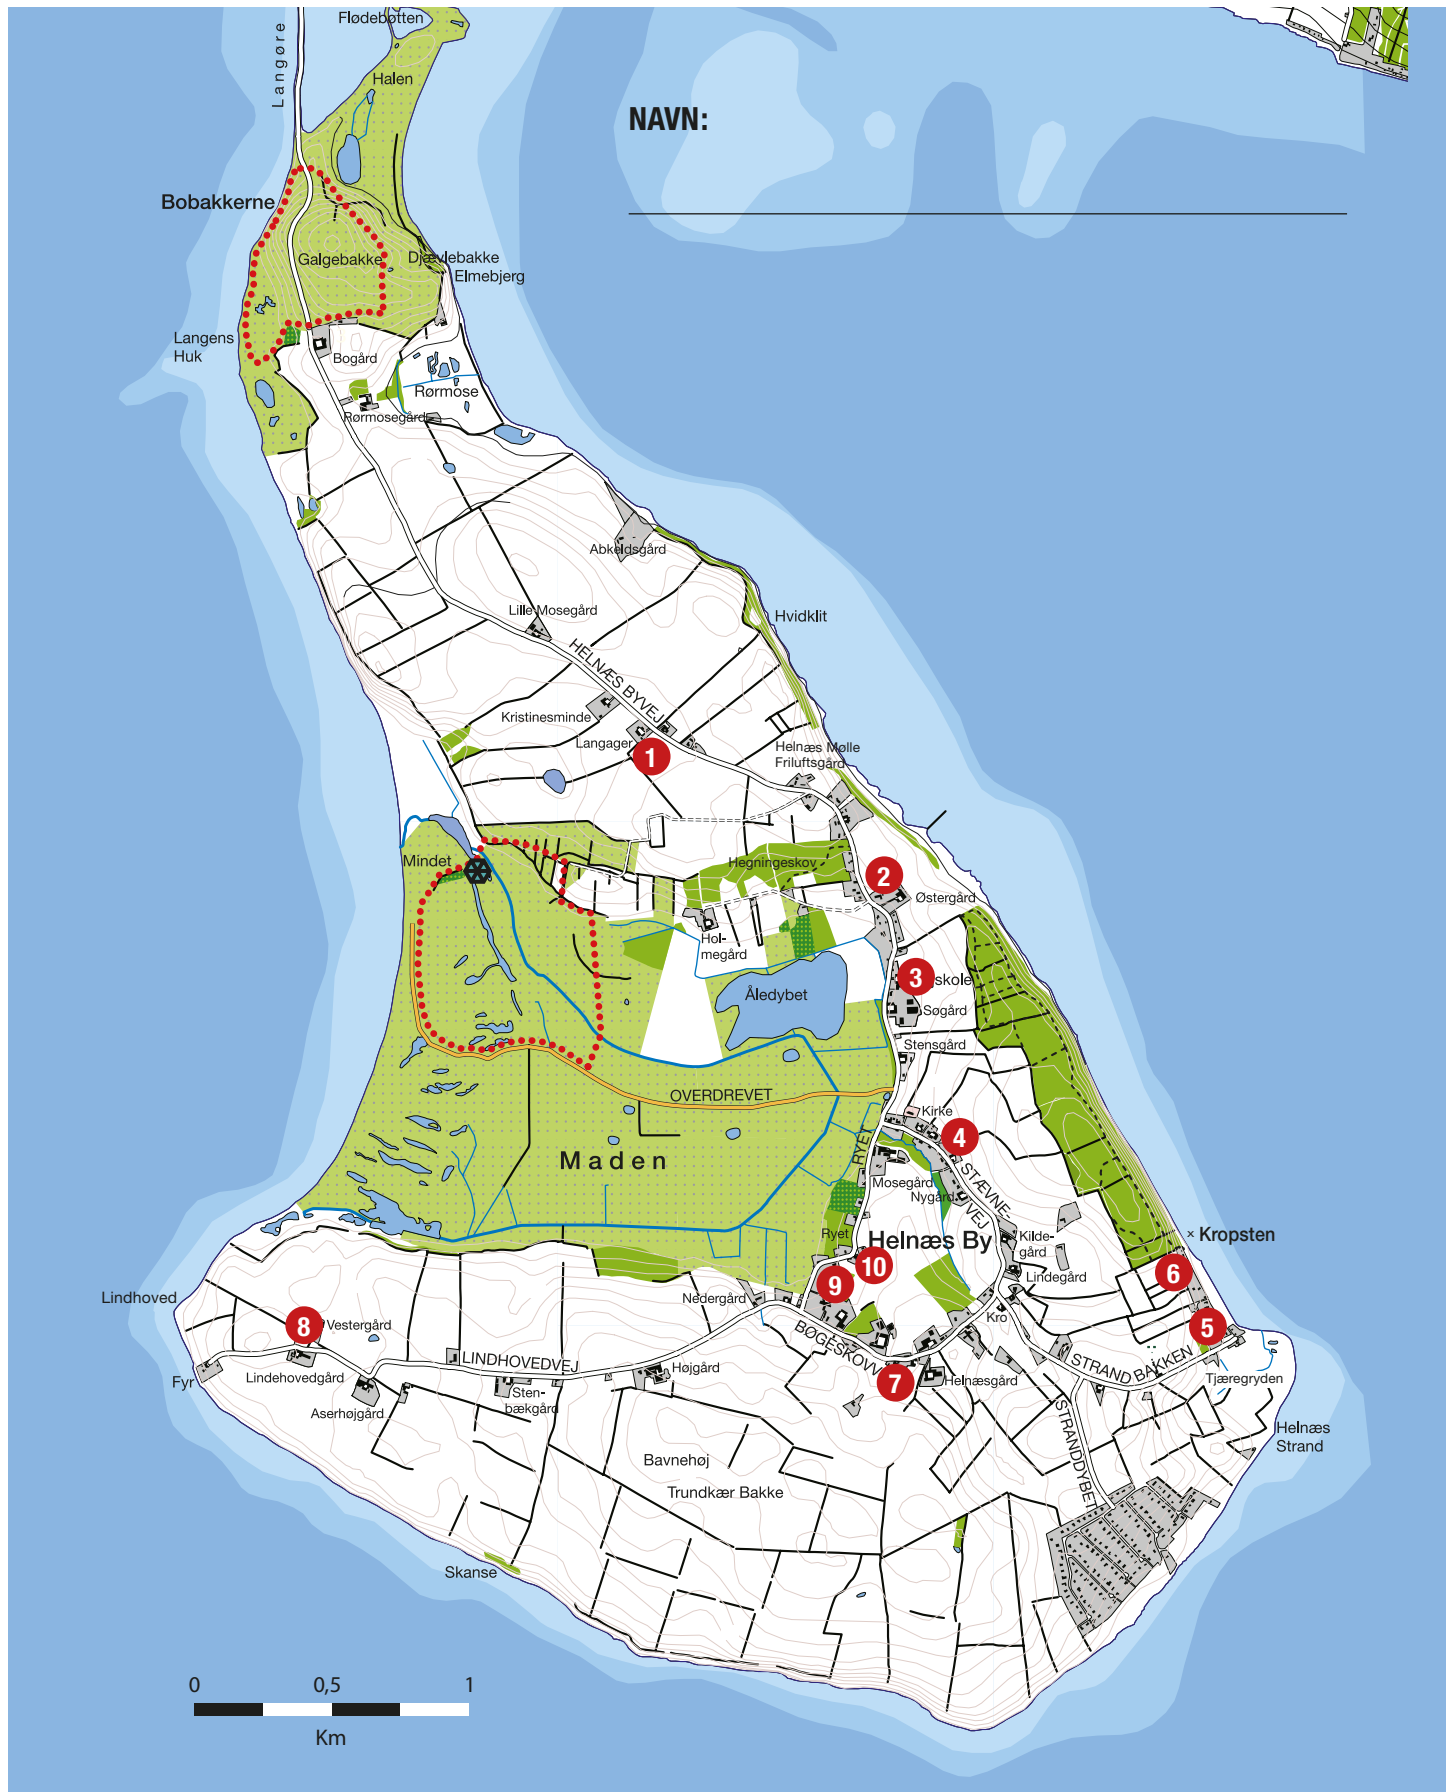 Flødebøtten
Langøre
Halen
NAVN:
Bobakkerne
Galgebakke
Djævlebakke
Elmebjerg
Langens
Huk
Bogård
Rørmose
Rørmosegård
Abkeldsgård
Lille Mosegård
Hvidklit
HELNÆS BYVEJ
Kristinesminde
Langager
1
Helnæs Mølle
Friluftsgård
Mindet
Hegningeskov
2
Østergård
Hol-
megård
3
skole
Åledybet
Søgård
Stensgård
OVERDREVET
Kirke
4
RYET
Maden
Mosegård
STÆVNE-
VEJ
Nygård
Ryet
Helnæs By
Kilde-
gård
× Kropsten
10
Lindegård
6
9
Lindhoved
Nedergård
Kro
8
Vestergård
5
BØGESKOVV
LINDHOVEDVEJ
STRANDBAKKEN
Fyr
Lindehovedgård
Højgård
7
Helnæsgård
Tjæregryden
Sten-
bækgård
Aserhøjgård
STRANDDYBET
Helnæs
Strand
Bavnehøj
Trundkær Bakke
Skanse
0 0,5 1
Km